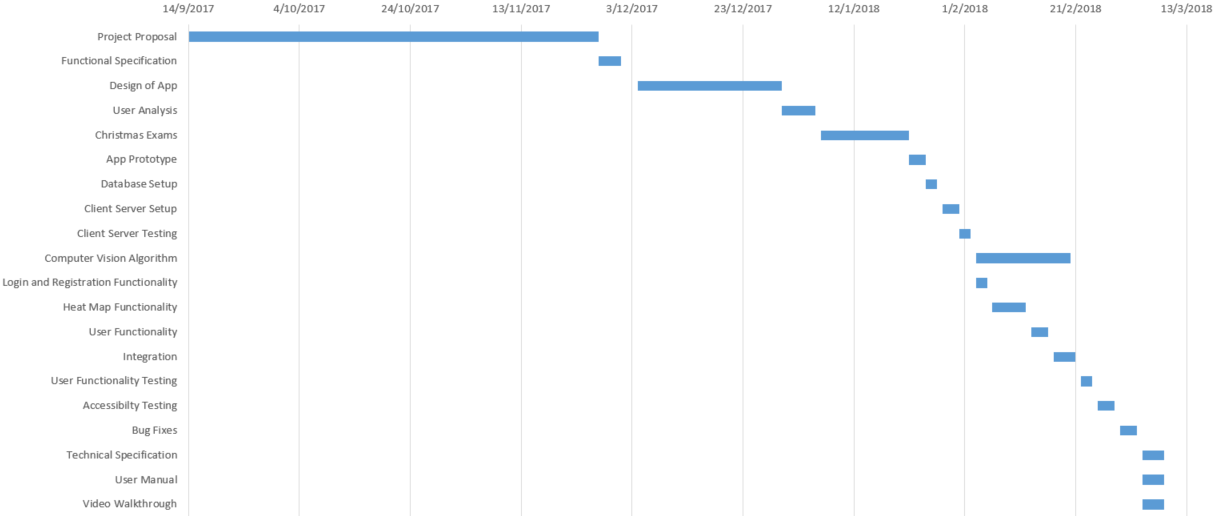 14/9/2017 4/10/2017 24/10/2017 13/11/2017 3/12/2017 23/12/2017 12/1/2018 1/2/2018 21/2/2018 13/3/2018
Project Proposal
Functional Specification
Design of App
User Analysis
Christmas Exams
App Prototype
Database Setup
Client Server Setup
Client Server Testing
Computer Vision Algorithm
Login and Registration Functionality
Heat Map Functionality
User Functionality
Integration
User Functionality Testing
Accessibilty Testing
Bug Fixes
Technical Specification
User Manual
Video Walkthrough